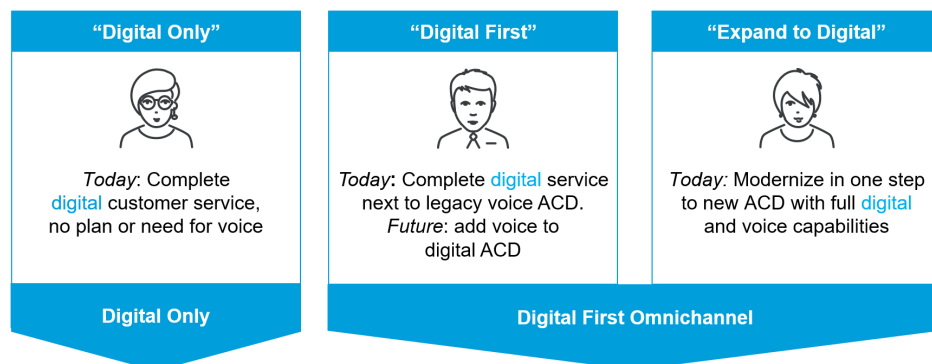 “Digital Only”
Today: Complete
digital customer service,
no plan or need for voice
“Digital First”
Today: Complete digital service
next to legacy voice ACD.
Future: add voice to
digital ACD
“Expand to Digital”
Today: Modernize in one step
to new ACD with full digital
and voice capabilities
Digital Only
Digital First Omnichannel